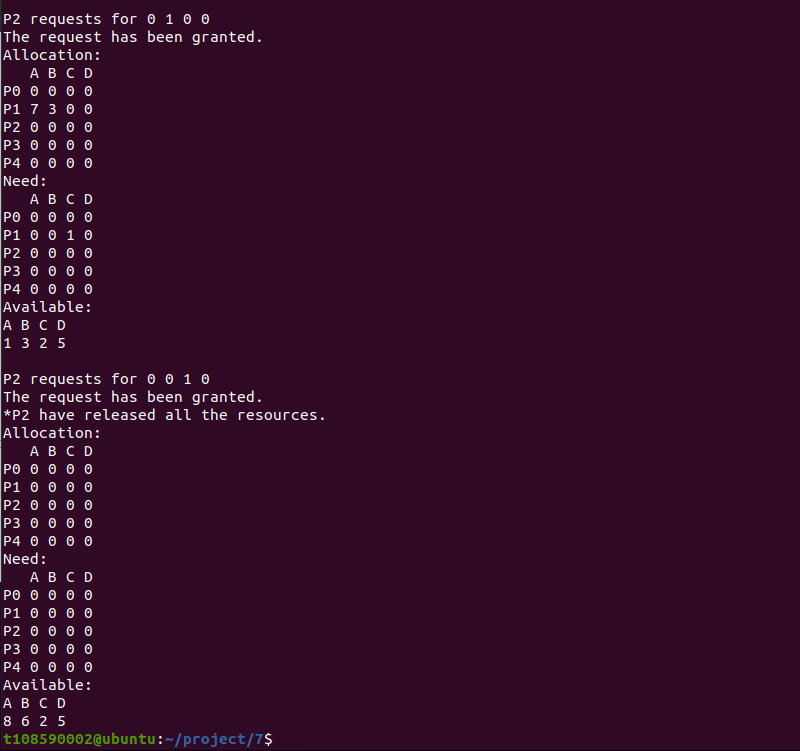 P2 requests for 0 1 0 0
The request has been granted.
Allocation:
   A B C D
P0 0 0 0 0
P1 7 3 0 0
P2 0 0 0 0
P3 0 0 0 0
P4 0 0 0 0
Need:
   A B C D
P0 0 0 0 0
P1 0 0 1 0
P2 0 0 0 0
P3 0 0 0 0
P4 0 0 0 0
Available:
A B C D
1 3 2 5

P2 requests for 0 0 1 0
The request has been granted.
*P2 have released all the resources.
Allocation:
   A B C D
P0 0 0 0 0
P1 0 0 0 0
P2 0 0 0 0
P3 0 0 0 0
P4 0 0 0 0
Need:
   A B C D
P0 0 0 0 0
P1 0 0 0 0
P2 0 0 0 0
P3 0 0 0 0
P4 0 0 0 0
Available:
A B C D
8 6 2 5
t108590002@ubuntu:~/project/7$